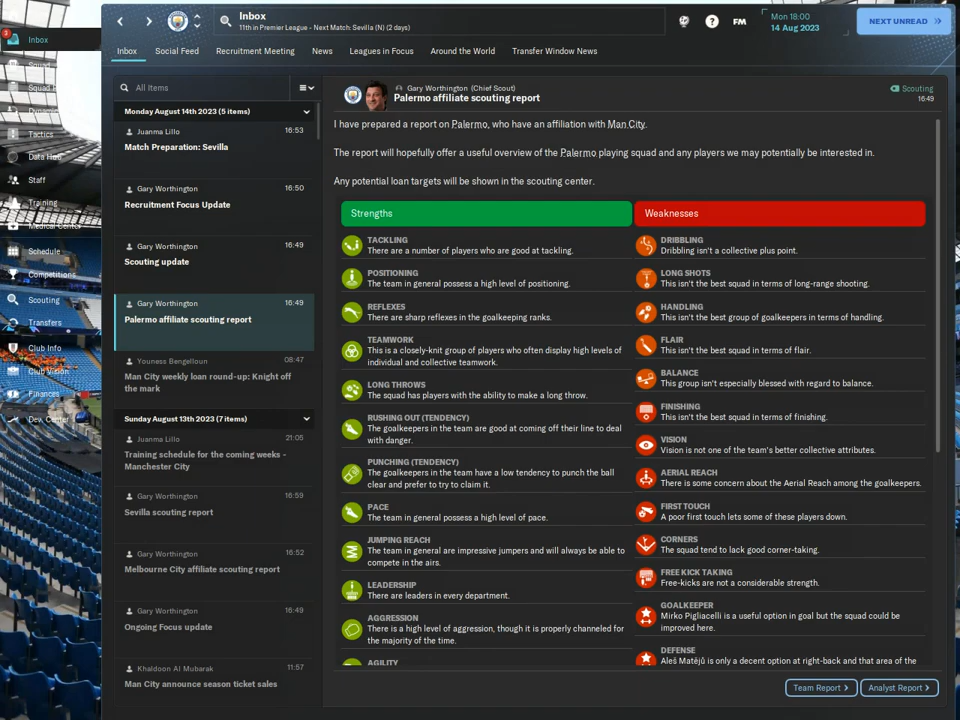 Inbox
11th in Premier League - Next Match: Sevilla (N) (2 days)
?
FM
Mon 18:00
14 Aug 2023
NEXT UNREAD
3
Inbox
Tactics
Data Hub
Staff
Training
Medical Center
Schedule
Competitions
Scouting
Transfers
Club Info
Club Vision
Finances
Dev. Center
Inbox
Social Feed
Recruitment Meeting
News
Leagues in Focus
Around the World
Transfer Window News
All Items
Monday August 14th 2023 (5 items)
Juanma Lillo
16:53
Match Preparation: Sevilla
Gary Worthington
16:50
Recruitment Focus Update
Gary Worthington
16:49
Scouting update
Gary Worthington
16:49
Palermo affiliate scouting report
Youness Bengelloun
08:47
Man City weekly loan round-up: Knight off
the mark
Sunday August 13th 2023 (7 items)
Juanma Lillo
21:05
Training schedule for the coming weeks -
Manchester City
Gary Worthington
16:59
Sevilla scouting report
Gary Worthington
16:52
Melbourne City affiliate scouting report
Gary Worthington
16:49
Ongoing Focus update
Khaldoon Al Mubarak
11:57
Man City announce season ticket sales
Gary Worthington (Chief Scout)
Palermo affiliate scouting report
Scouting
16:49
I have prepared a report on Palermo, who have an affiliation with Man City.
The report will hopefully offer a useful overview of the Palermo playing squad and any players we may potentially be interested in.
Any potential loan targets will be shown in the scouting center.
Strengths
TACKLING
There are a number of players who are good at tackling.
POSITIONING
The team in general possess a high level of positioning.
REFLEXES
There are sharp reflexes in the goalkeeping ranks.
TEAMWORK
This is a closely-knit group of players who often display high levels of
individual and collective teamwork.
LONG THROWS
The squad has players with the ability to make a long throw.
RUSHING OUT (TENDENCY)
The goalkeepers in the team are good at coming off their line to deal
with danger.
PUNCHING (TENDENCY)
The goalkeepers in the team have a low tendency to punch the ball
clear and prefer to try to claim it.
PACE
The team in general possess a high level of pace.
JUMPING REACH
The team in general are impressive jumpers and will always be able to
compete in the airs.
LEADERSHIP
There are leaders in every department.
AGGRESSION
There is a high level of aggression, though it is properly channeled for
the majority of the time.
AGILITY
Weaknesses
DRIBBLING
Dribbling isn't a collective plus point.
LONG SHOTS
This isn't the best squad in terms of long-range shooting.
HANDLING
This isn't the best group of goalkeepers in terms of handling.
FLAIR
This isn't the best squad in terms of flair.
BALANCE
This group isn't especially blessed with regard to balance.
FINISHING
This isn't the best squad in terms of finishing.
VISION
Vision is not one of the team's better collective attributes.
AERIAL REACH
There is some concern about the Aerial Reach among the goalkeepers.
FIRST TOUCH
A poor first touch lets some of these players down.
CORNERS
The squad tend to lack good corner-taking.
FREE KICK TAKING
Free-kicks are not a considerable strength.
GOALKEEPER
Mirko Pigliacelli is a useful option in goal but the squad could be
improved here.
DEFENSE
Aleš Matějů is only a decent option at right-back and that area of the
Team Report
Analyst Report